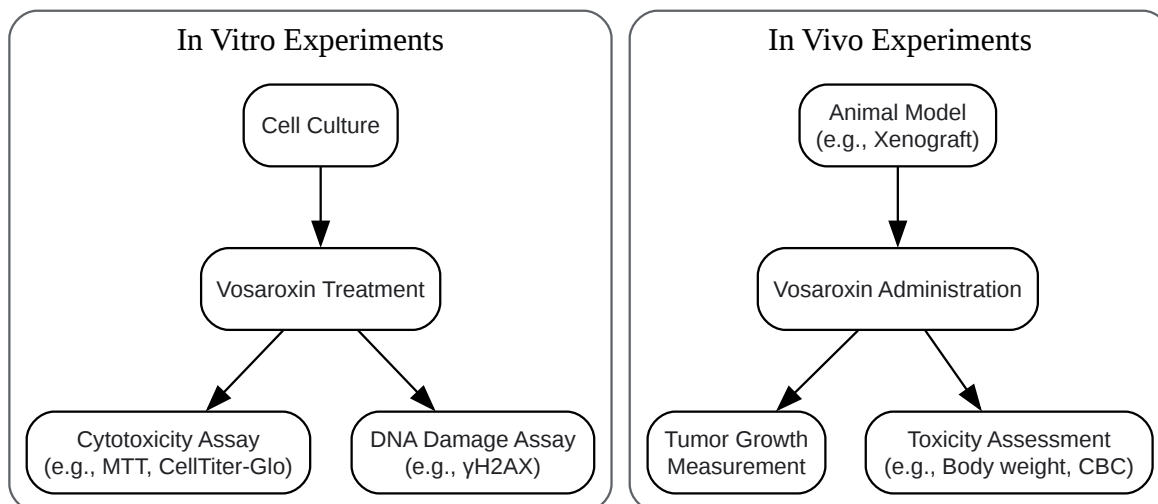 In Vitro Experiments
Cell Culture
Vosaroxin Treatment
Cytotoxicity Assay
(e.g., MTT, CellTiter-Glo)
DNA Damage Assay
(e.g., γH2AX)
In Vivo Experiments
Animal Model
(e.g., Xenograft)
Vosaroxin Administration
Tumor Growth
Measurement
Toxicity Assessment
(e.g., Body weight, CBC)